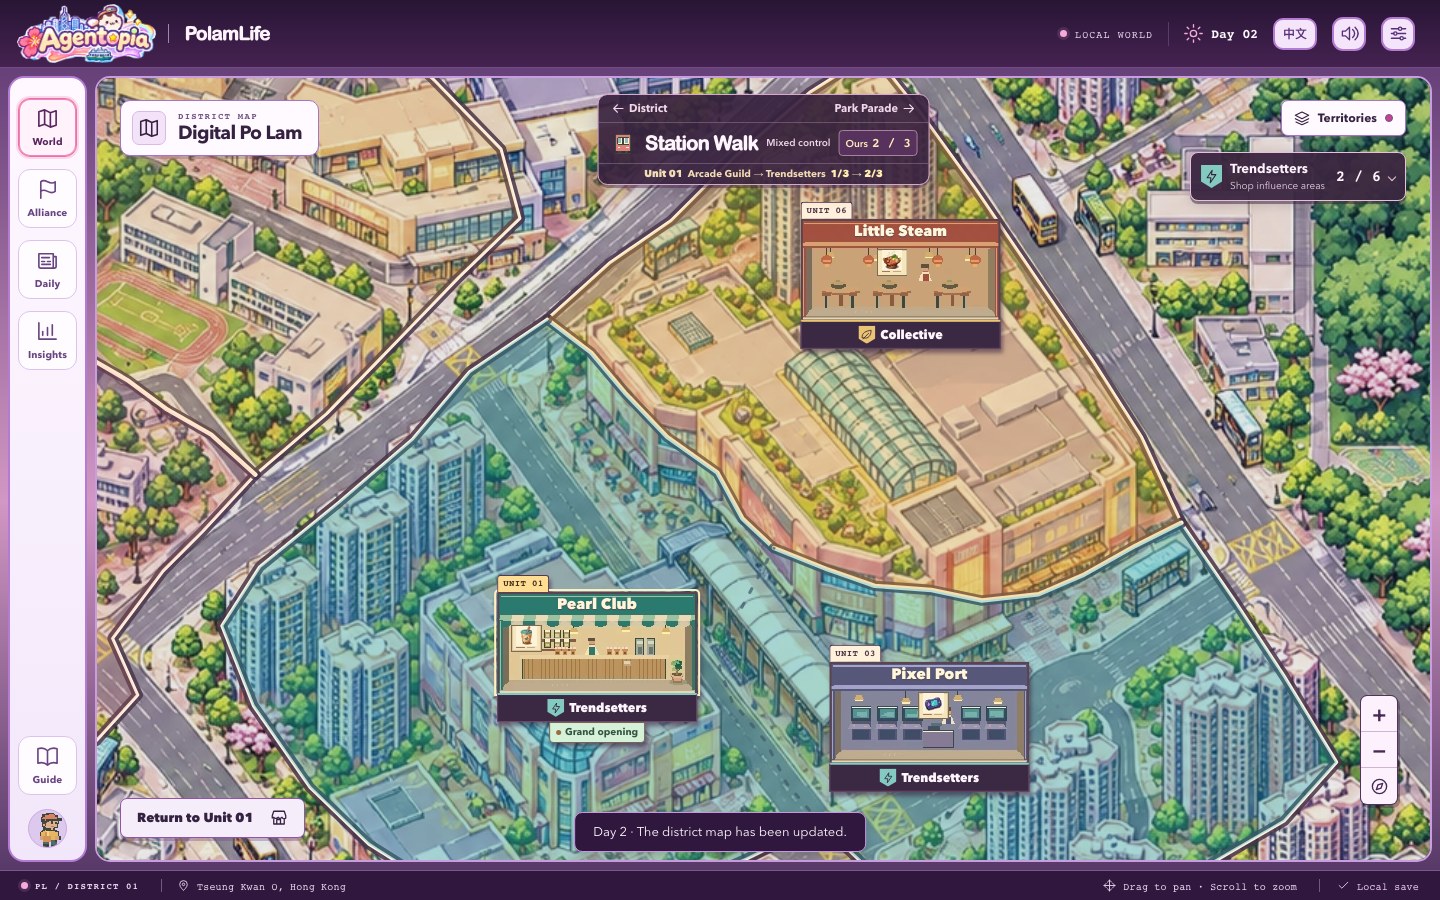 Agentopia
PolamLife
LOCAL WORLD
Day 02
中文
World
Alliance
Daily
Insights
Guide
DISTRICT MAP
Digital Po Lam
← District
Park Parade →
Station Walk
Mixed control
Ours 2 / 3
Unit 01 Arcade Guild → Trendsetters 1/3 → 2/3
Territories
Trendsetters
Shop influence areas
2 / 6
UNIT 06
Little Steam
Collective
UNIT 01
Pearl Club
Trendsetters
Grand opening
UNIT 03
Pixel Port
Trendsetters
+
−
Return to Unit 01
Day 2 · The district map has been updated.
PL / DISTRICT 01
Tseung Kwan O, Hong Kong
Drag to pan · Scroll to zoom
Local save